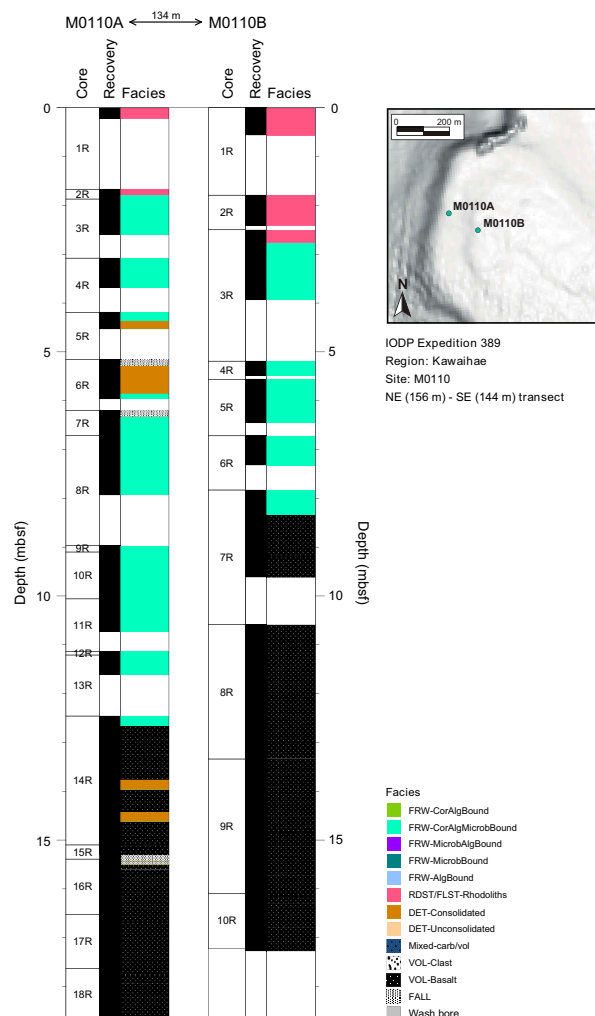 M0110A 134 m M0110B
Core Recovery Facies Core Recovery Facies
0 0
1R 1R
2R
3R 2R
4R 3R
5R
5 5
4R
6R
7R 5R
6R
8R
Depth (mbsf) Depth (mbsf)
9R 7R
10R
10 10
11R
12R
13R 8R
14R
9R
15 15
15R
16R
10R
17R
18R
0 200 m
M0110A
M0110B
N
IODP Expedition 389
Region: Kawaihae
Site: M0110
NE (156 m) - SE (144 m) transect
Facies
FRW-CorAlgBound
FRW-CorAlgMicrobBound
FRW-MicrobAlgBound
FRW-MicrobBound
FRW-AlgBound
RDST/FLST-Rhodoliths
DET-Consolidated
DET-Unconsolidated
Mixed-carb/vol
VOL-Clast
VOL-Basalt
FALL
Wash bore